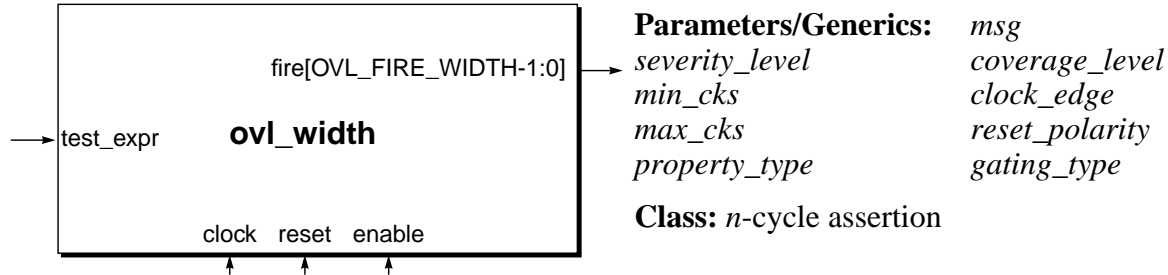 fire[OVL_FIRE_WIDTH-1:0]
test_expr
ovl_width
clock reset enable
Parameters/Generics: msg
severity_level coverage_level
min_cks clock_edge
max_cks reset_polarity
property_type gating_type
Class: n-cycle assertion